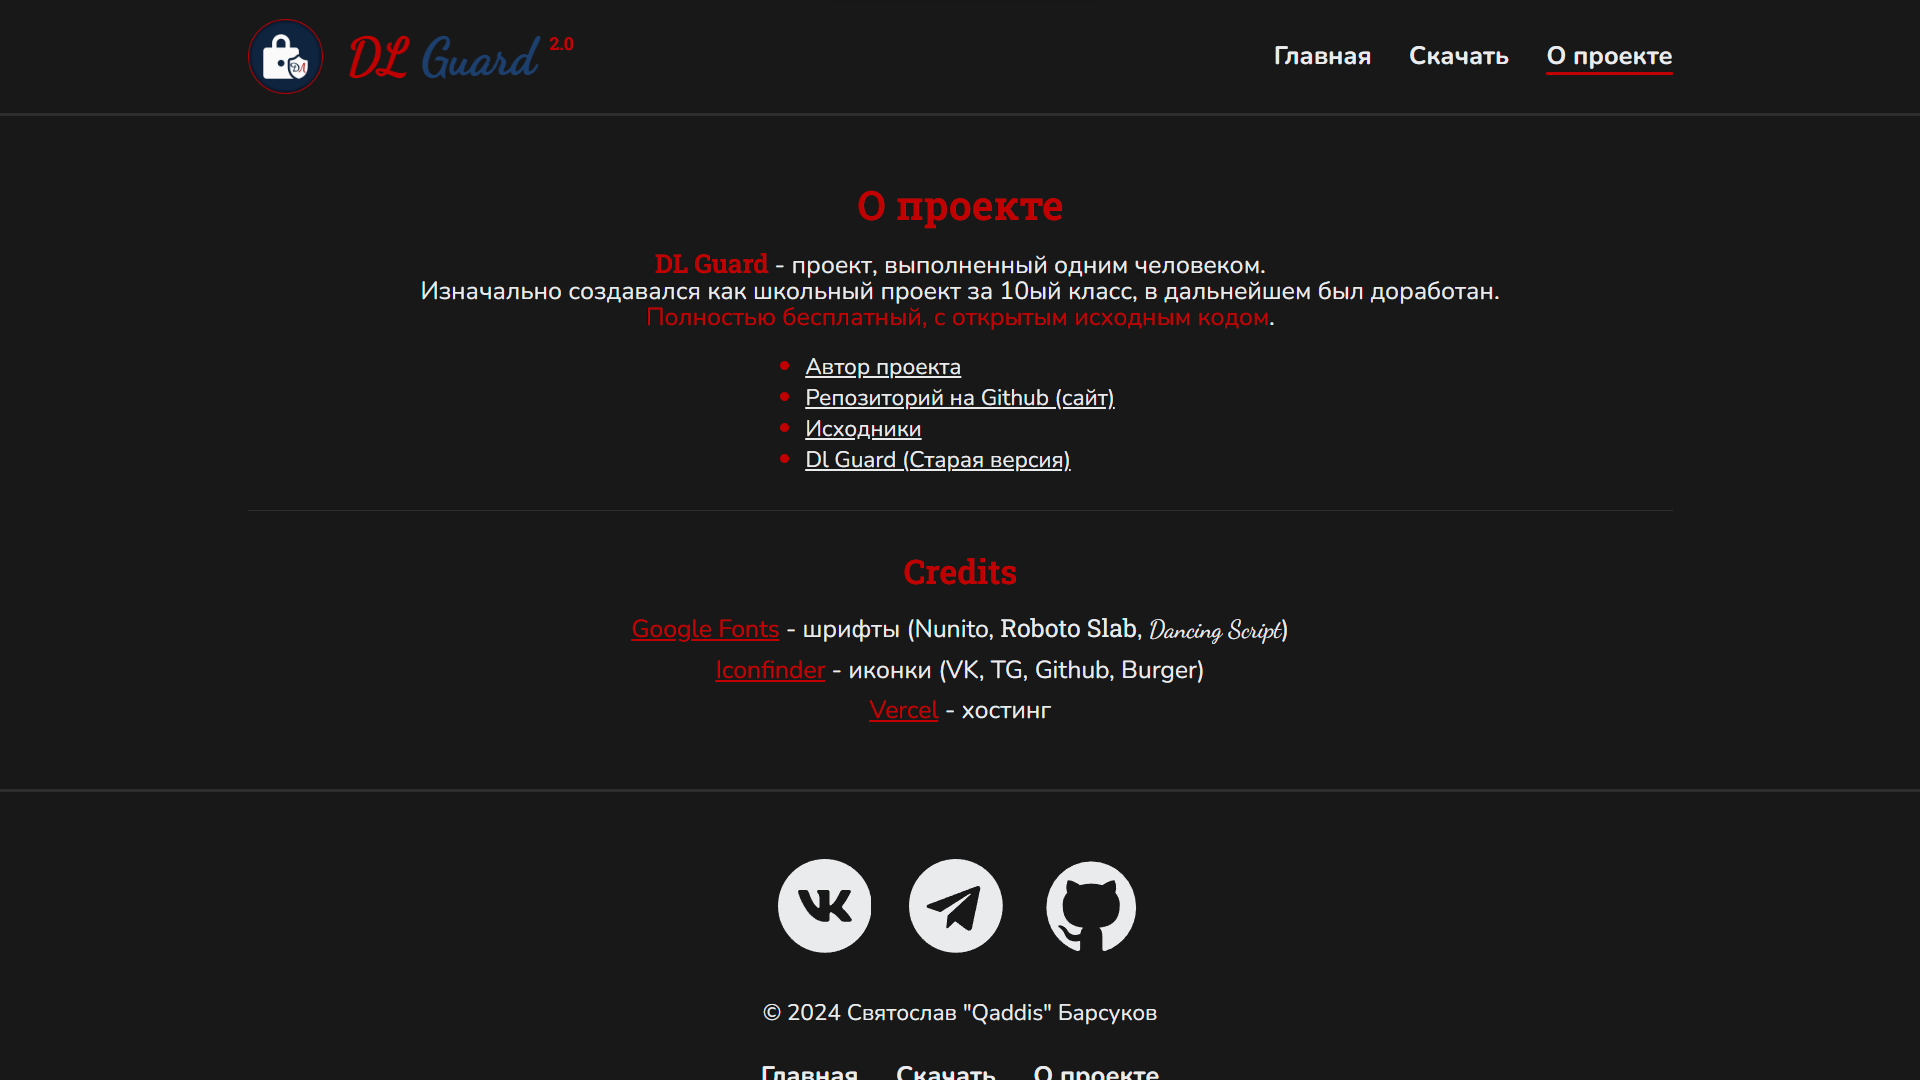 DL Guard 2.0
Главная Скачать О проекте
О проекте
DL Guard - проект, выполненный одним человеком.
Изначально создавался как школьный проект за 10ый класс, в дальнейшем был доработан.
Полностью бесплатный, с открытым исходным кодом.
Автор проекта
Репозиторий на Github (сайт)
Исходники
Dl Guard (Старая версия)
Credits
Google Fonts - шрифты (Nunito, Roboto Slab, Dancing Script)
Iconfinder - иконки (VK, TG, Github, Burger)
Vercel - хостинг
© 2024 Святослав "Qaddis" Барсуков
Главная Скачать О проекте